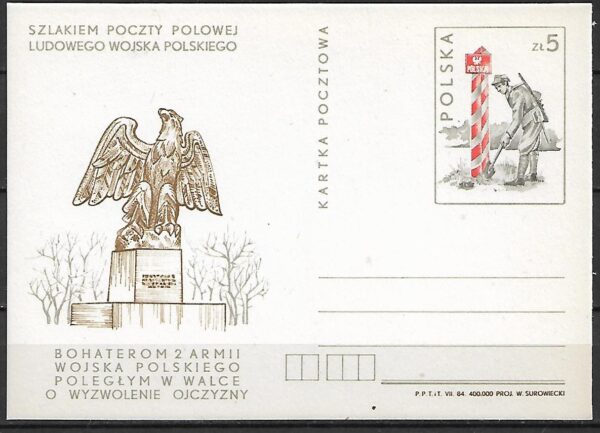 SZLAKIEM POCZTY POLOWEJ
LUDOWEGO WOJSKA POLSKIEGO
BOHATEROM 2 ARMII
WOJSKA POLSKIEGO
POLEGŁYM W WALCE
O WYZWOLENIE OJCZYZNY
KARTKA POCZTOWA
POLSKA
ZŁ 5
POLSKA
P.P.T.iT. VII. 84. 400.000 PROJ. W. SUROWIECKI